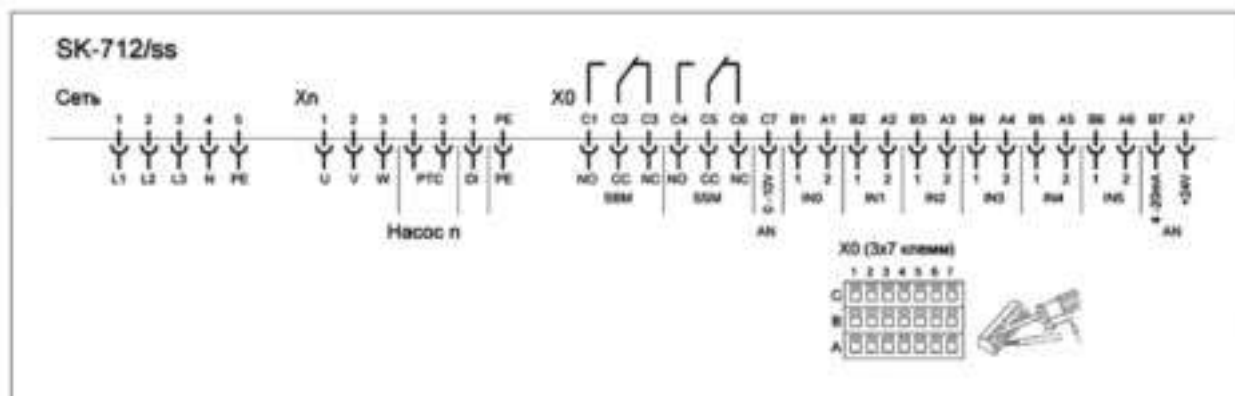 SK-712/ss
Сеть Xn X0
1 2 3 4 5 1 2 3 1 2 1 PE C1 C2 C3 C4 C5 C6 C7 B1 A1 B2 A2 B3 A3 B4 A4 B5 A5 B6 A6 B7 A7
L1 L2 L3 N PE U V W PTC DI PE NO CC NC NO CC NC 0 -10V 1 2 1 2 1 2 1 2 1 2 1 2 4 -20mA +24V
SBM SSM IN0 IN1 IN2 IN3 IN4 IN5
Насос n AN AN
X0 (3x7 клемм)
1 2 3 4 5 6 7
C
B
A